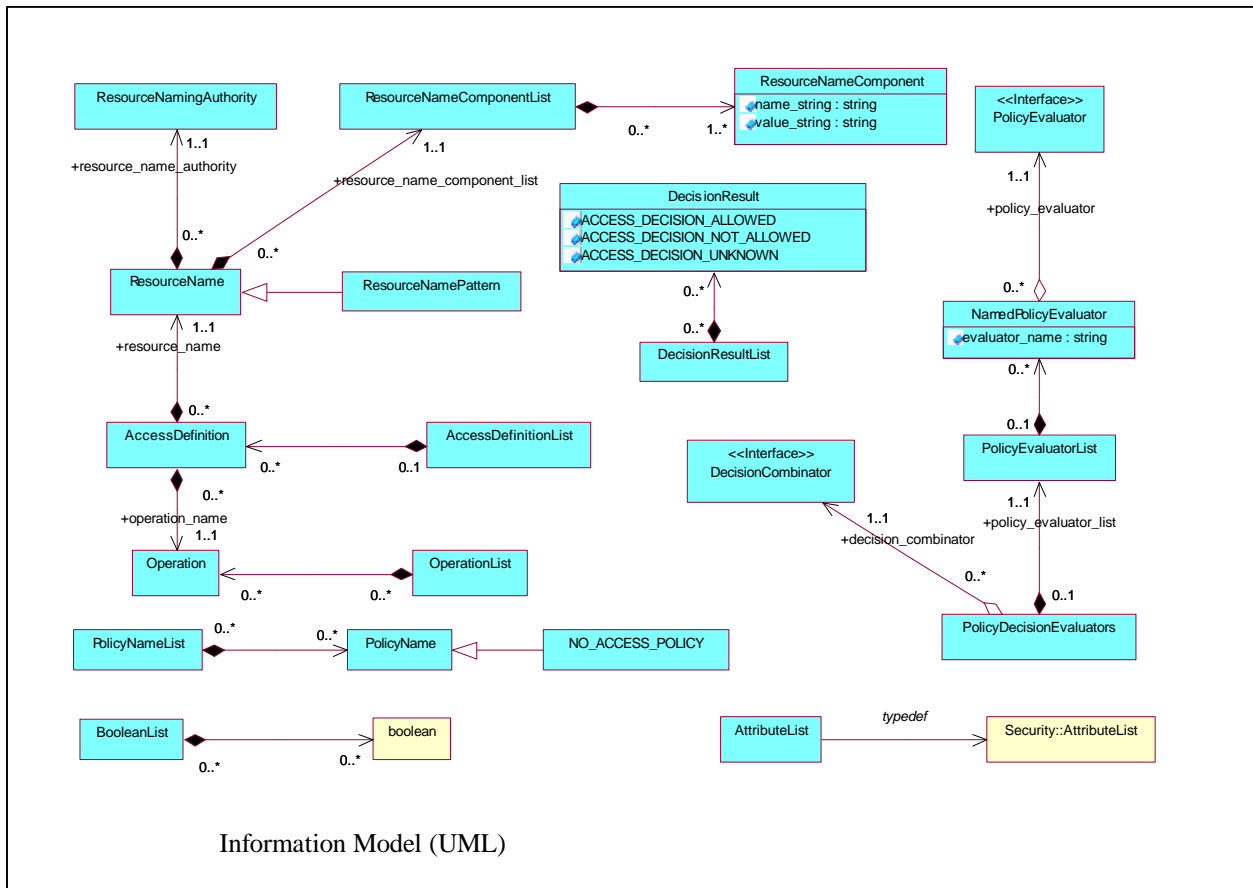 ResourceNamingAuthority
ResourceNameComponentList
ResourceNameComponent
name_string : string
value_string : string
<<Interface>>
PolicyEvaluator
0..*
1..*
1..1
1..1
1..1
+resource_name_authority
+resource_name_component_list
+policy_evaluator
DecisionResult
ACCESS_DECISION_ALLOWED
ACCESS_DECISION_NOT_ALLOWED
ACCESS_DECISION_UNKNOWN
0..*
0..*
ResourceName
ResourceNamePattern
0..*
0..*
NamedPolicyEvaluator
evaluator_name : string
1..1
+resource_name
0..*
DecisionResultList
0..*
0..*
AccessDefinition
AccessDefinitionList
0..*
0..1
0..1
PolicyEvaluatorList
<<Interface>>
DecisionCombinator
0..*
+operation_name
1..1
1..1
+decision_combinator
1..1
+policy_evaluator_list
Operation
OperationList
0..*
0..*
0..*
0..1
PolicyDecisionEvaluators
PolicyNameList
0..*
0..*
PolicyName
NO_ACCESS_POLICY
BooleanList
0..*
0..*
boolean
AttributeList
typedef
Security::AttributeList
Information Model (UML)